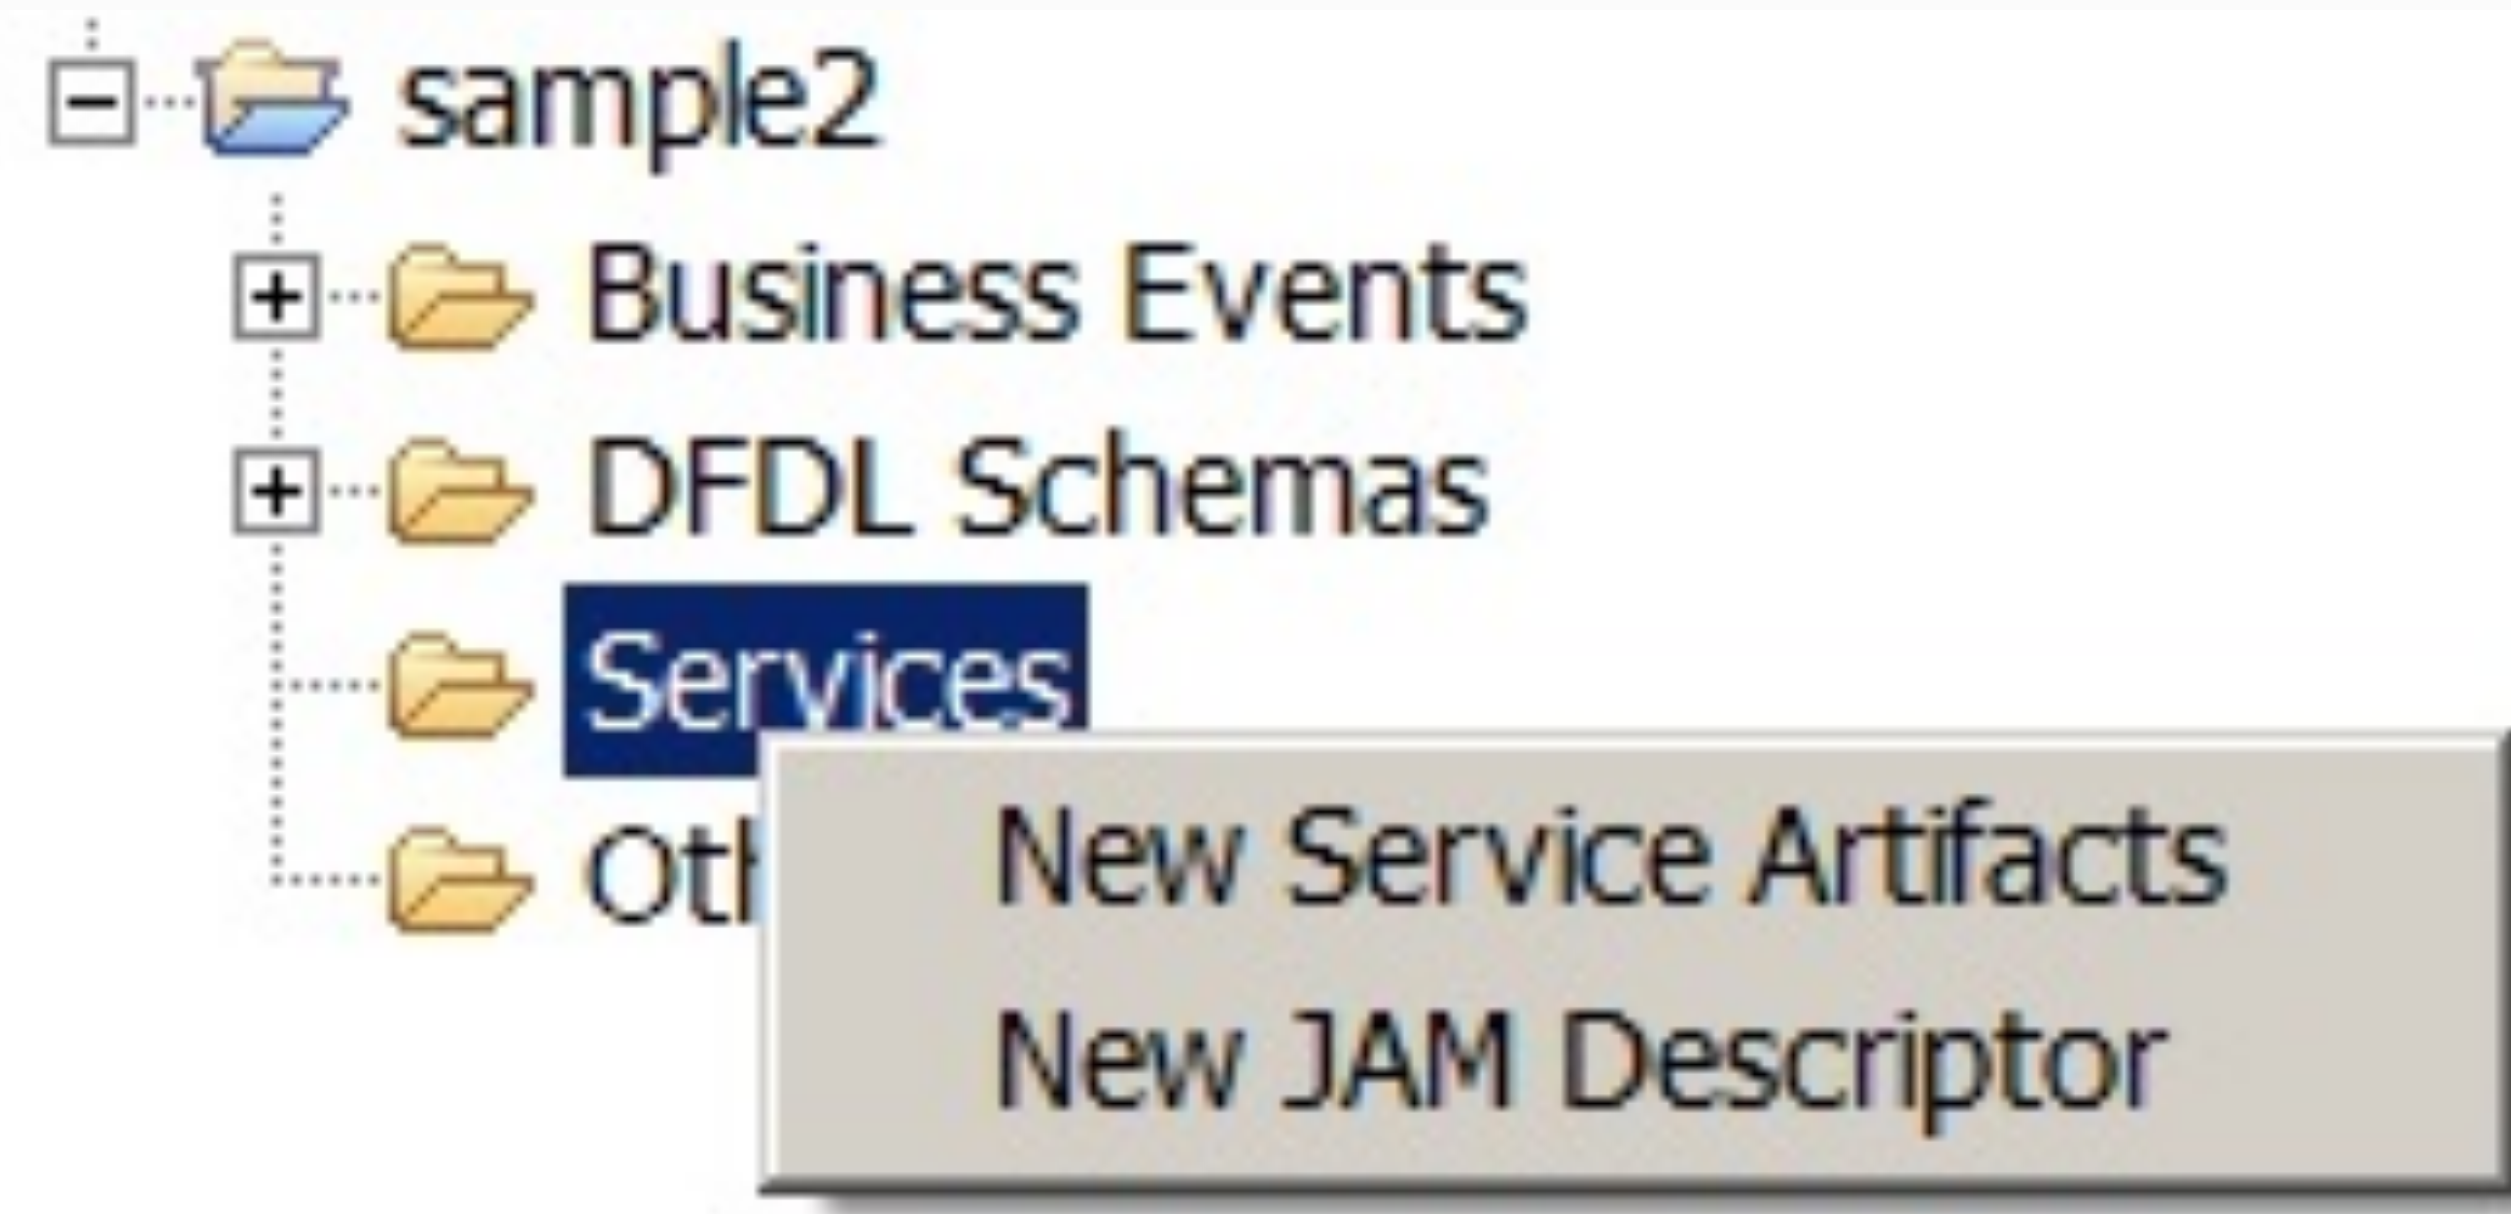 sample2
Business Events
DFDL Schemas
Services
New Service Artifacts
New JAM Descriptor